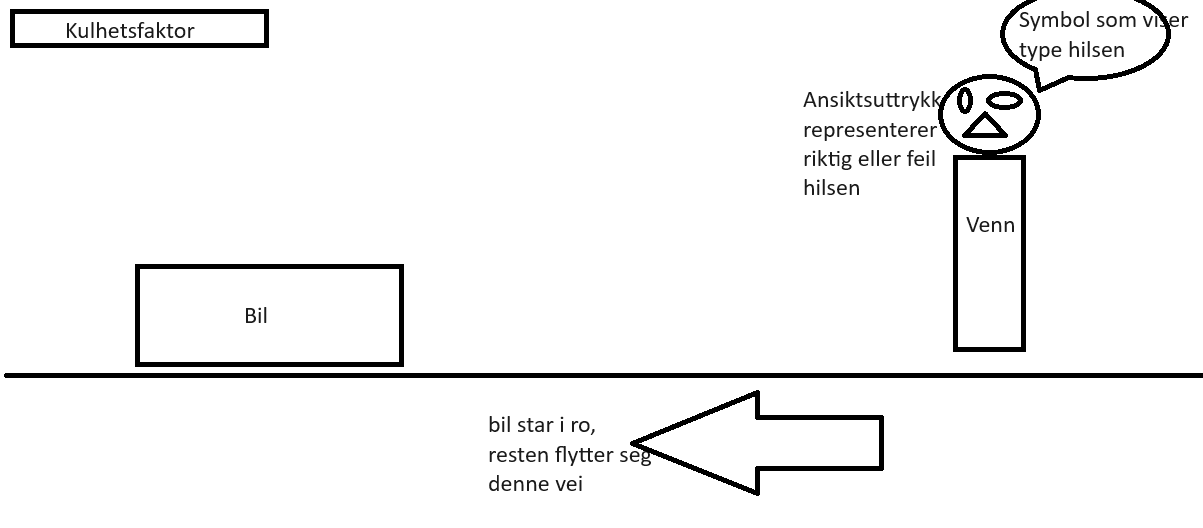 Kulhetsfaktor
Symbol som viser
type hilsen
Ansiktsuttrykk
representerer
riktig eller feil
hilsen
Venn
Bil
bil star i ro,
resten flytter seg
denne vei